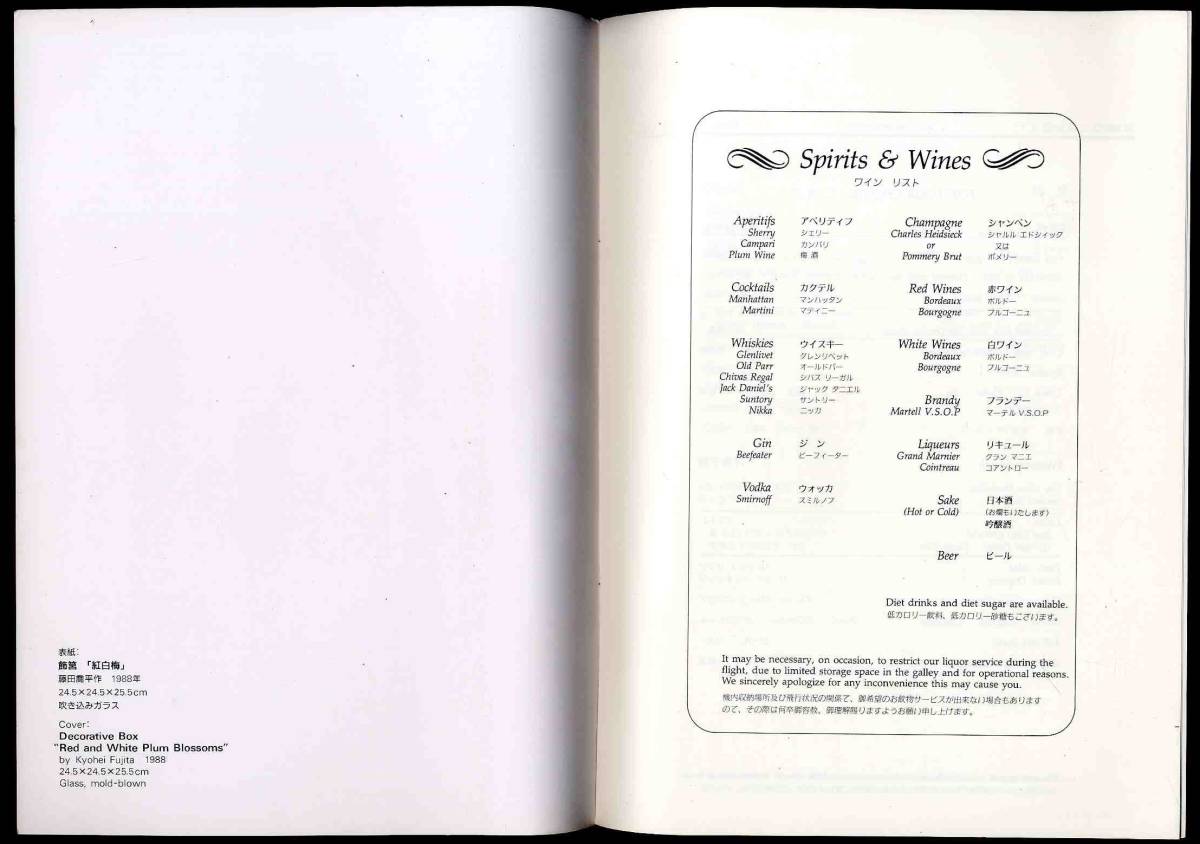 表紙:
飾筥 「紅白梅」
藤田喬平作 1988年
24.5×24.5×25.5cm
吹き込みガラス
Cover:
Decorative Box
"Red and White Plum Blossoms"
by Kyohei Fujita 1988
24.5×24.5×25.5cm
Glass, mold-blown
Spirits & Wines
ワイン リスト
Aperitifs アペリティフ
Sherry シェリー
Campari カンパリ
Plum Wine 梅 酒
Cocktails カクテル
Manhattan マンハッタン
Martini マティニー
Whiskies ウイスキー
Glenlivet グレンリベット
Old Parr オールドパー
Chivas Regal シバス リーガル
Jack Daniel's ジャック ダニエル
Suntory サントリー
Nikka ニッカ
Gin ジ ン
Beefeater ビーフィーター
Vodka ウォッカ
Smirnoff スミルノフ
Champagne シャンペン
Charles Heidsieck シャルル エドシィック
or 又は
Pommery Brut ポメリー
Red Wines 赤ワイン
Bordeaux ボルドー
Bourgogne ブルゴーニュ
White Wines 白ワイン
Bordeaux ボルドー
Bourgogne ブルゴーニュ
Brandy ブランデー
Martell V.S.O.P マーテル V.S.O.P
Liqueurs リキュール
Grand Marnier グラン マニエ
Cointreau コアントロー
Sake 日本酒
(Hot or Cold) (お燗もいたします)
吟醸酒
Beer ビール
Diet drinks and diet sugar are available.
低カロリー飲料、低カロリー砂糖もございます。
It may be necessary, on occasion, to restrict our liquor service during the
flight, due to limited storage space in the galley and for operational reasons.
We sincerely apologize for any inconvenience this may cause you.
機内収納場所及び飛行状況の関係で、御希望のお飲物サービスが出来ない場合もあります
ので、その際は何卒御容赦、御理解賜りますようお願い申し上げます。